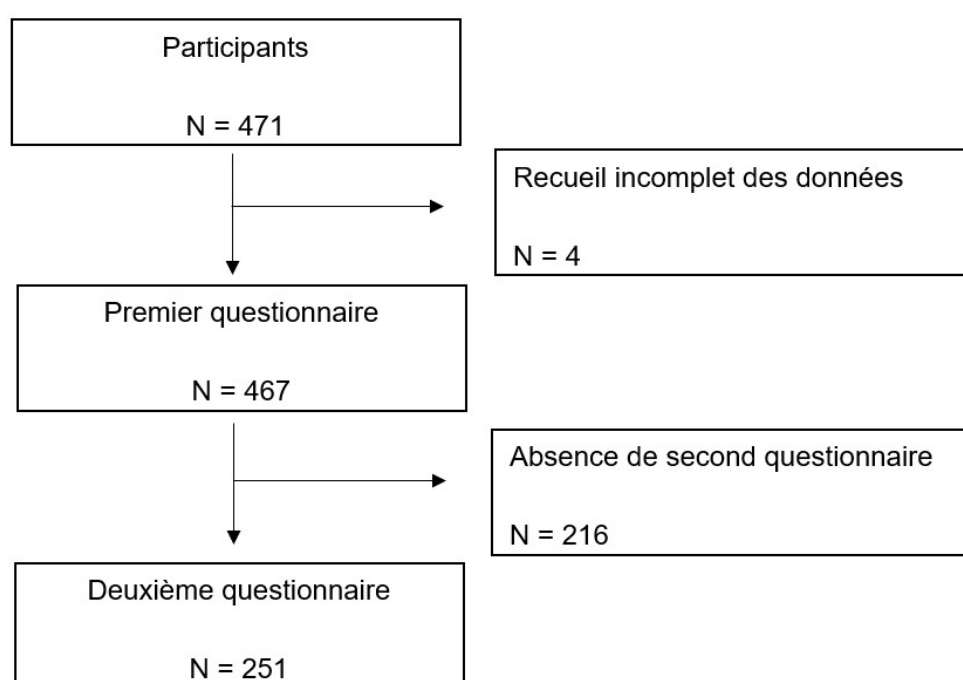 Participants
N = 471
Recueil incomplet des données
N = 4
Premier questionnaire
N = 467
Absence de second questionnaire
N = 216
Deuxième questionnaire
N = 251